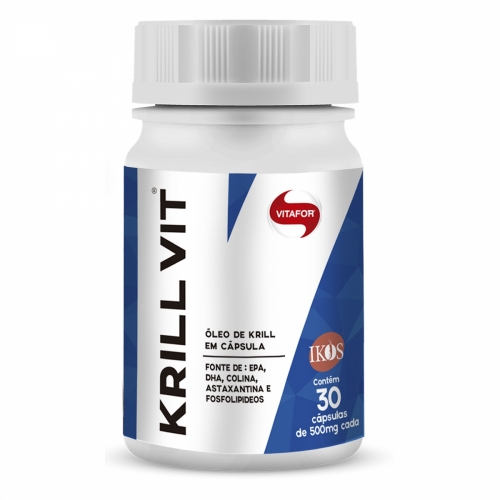 KRILL VIT®
VITAFOR®
ÓLEO DE KRILL
EM CÁPSULA
FONTE DE : EPA,
DHA, COLINA,
ASTAXANTINA E
FOSFOLIPIDEOS
IKOS
Contém
30
cápsulas
de 500mg cada